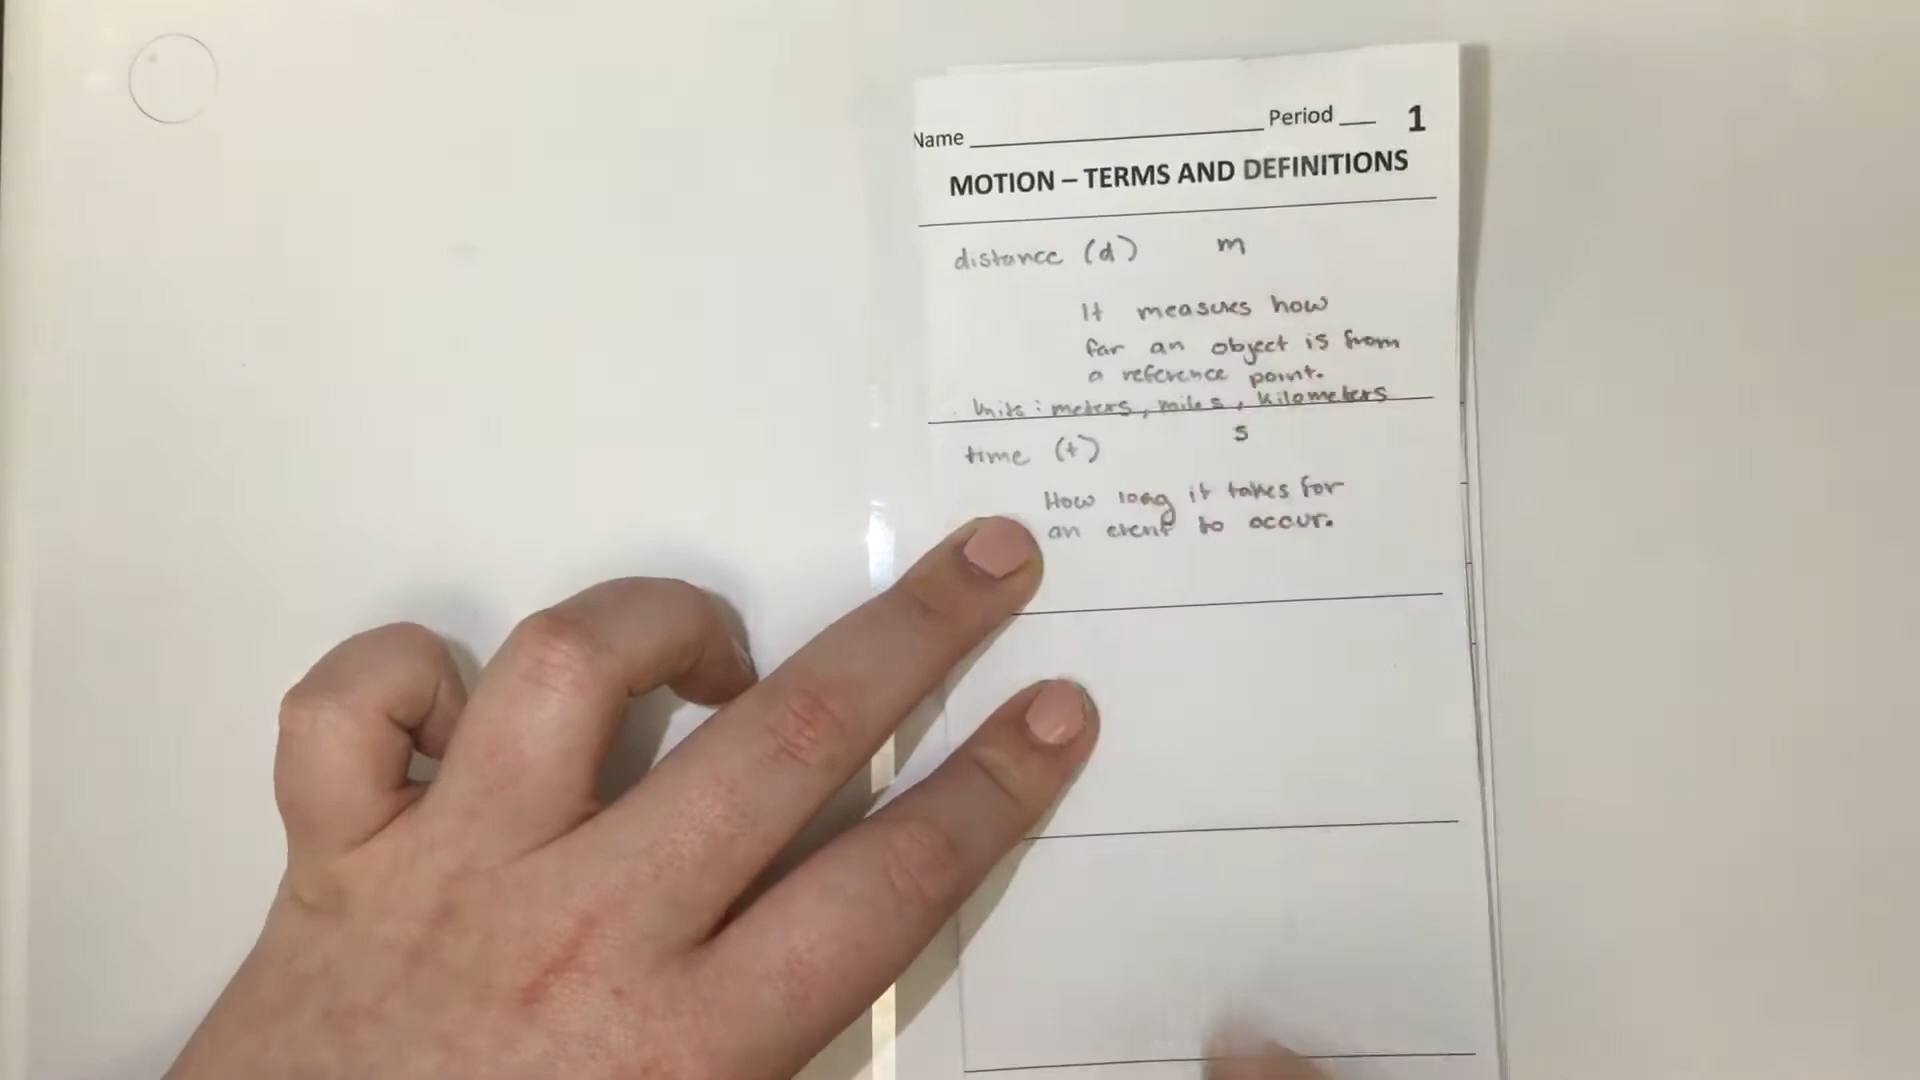 Name ____________________ Period ___ 1
MOTION – TERMS AND DEFINITIONS
distance (d) m
It measures how
far an object is from
a reference point.
Units: meters, miles, kilometers
time (t) s
How long it takes for
an event to occur.